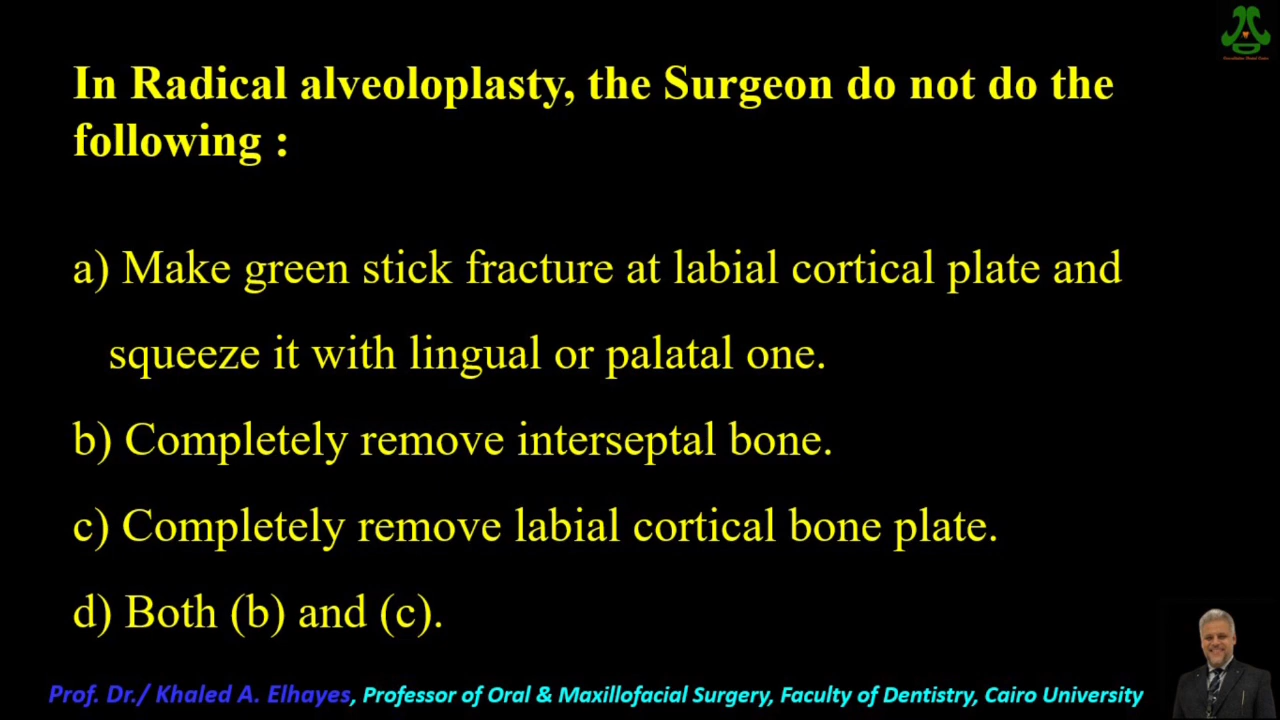 In Radical alveoloplasty, the Surgeon do not do the
following :
a) Make green stick fracture at labial cortical plate and
squeeze it with lingual or palatal one.
b) Completely remove interseptal bone.
c) Completely remove labial cortical bone plate.
d) Both (b) and (c).
Prof. Dr./ Khaled A. Elhayes, Professor of Oral & Maxillofacial Surgery, Faculty of Dentistry, Cairo University